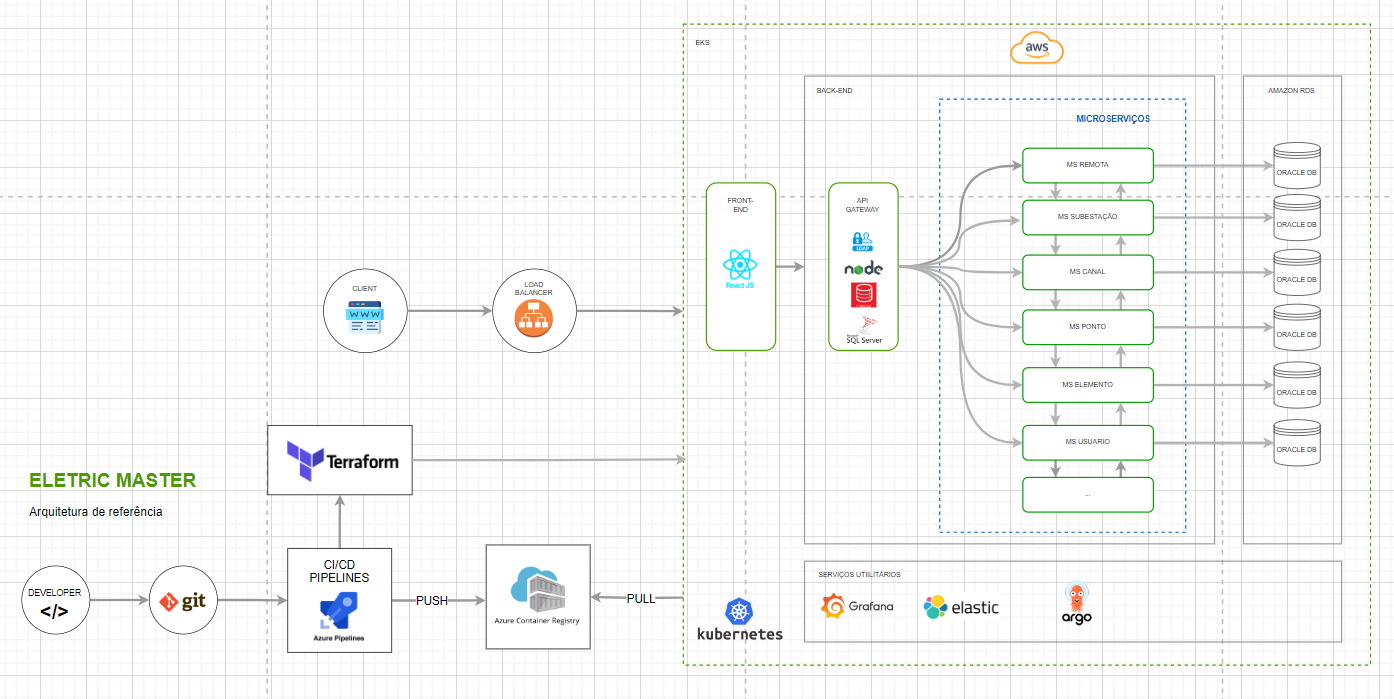 EKS
aws
BACK-END
AMAZON RDS
MICROSERVIÇOS
MS REMOTA
ORACLE DB
FRONT-
END
API
GATEWAY
MS SUBESTAÇÃO
ORACLE DB
LDAP
node
React JS
MS CANAL
ORACLE DB
CLIENT
WWW
LOAD
BALANCER
SQL Server
MS PONTO
ORACLE DB
MS ELEMENTO
ORACLE DB
MS USUARIO
ORACLE DB
...
Terraform
ELETRIC MASTER
Arquitetura de referência
DEVELOPER
</>
git
CI/CD
PIPELINES
Azure Pipelines
PUSH
Azure Container Registry
PULL
kubernetes
SERVIÇOS UTIILITÁRIOS
Grafana
elastic
argo